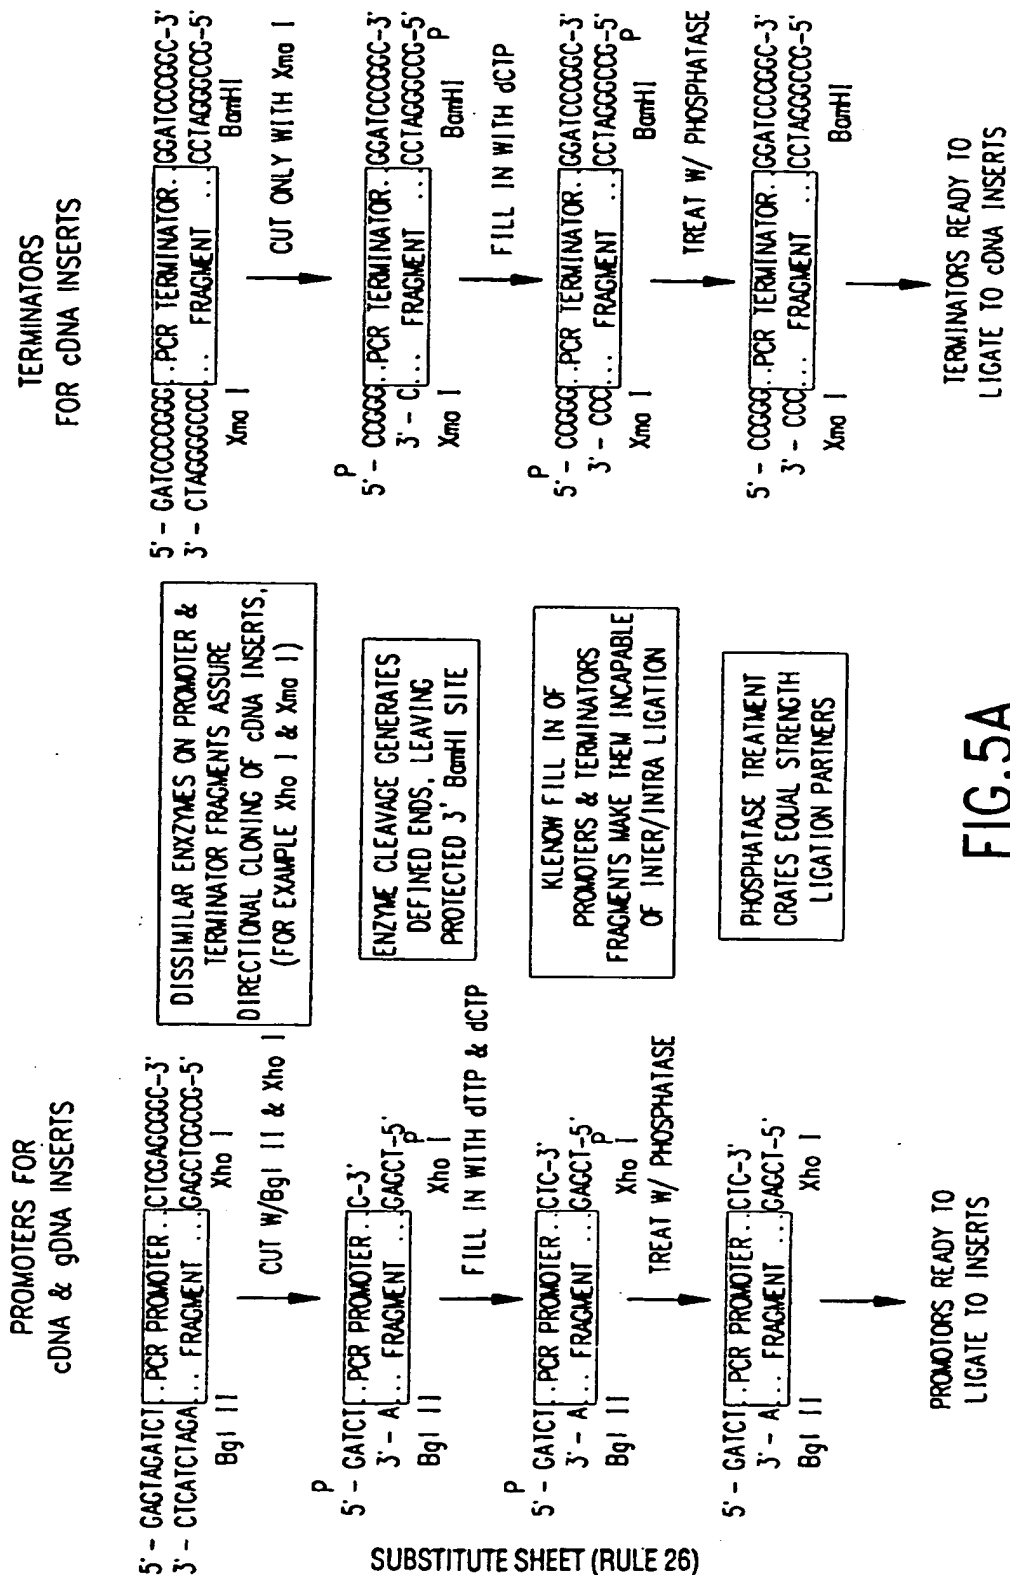 PROMOTERS FOR
cDNA & gDNA INSERTS
5' - GAGTAGATCT..PCR PROMOTER..CTCGAGCGGC-3'
3' - CTCATCTAGA... FRAGMENT ...GAGCTCGCCG-5'
Bgl II
Xho I
CUT W/Bgl II & Xho I
P
5' - GATCT..PCR PROMOTER..C-3'
3' - A... FRAGMENT ...GAGCT-5'
P
Bgl II
Xho I
FILL IN WITH dTTP & dCTP
P
5' - GATCT..PCR PROMOTER..CTC-3'
3' - A... FRAGMENT ...GAGCT-5'
P
Bgl II
Xho I
TREAT W/ PHOSPHATASE
5' - GATCT..PCR PROMOTER..CTC-3'
3' - A... FRAGMENT ...GAGCT-5'
Bgl II
Xho I
PROMOTORS READY TO
LIGATE TO INSERTS
DISSIMILAR ENXZYMES ON PROMOTER &
TERMINATOR FRAGMENTS ASSURE
DIRECTIONAL CLONING OF cDNA INSERTS,
(FOR EXAMPLE Xho I & Xma I)
ENZYME CLEAVAGE GENERATES
DEFINED ENDS, LEAVING
PROTECTED 3' BamHI SITE
KLENOW FILL IN OF
PROMOTERS & TERMINATORS
FRAGMENTS MAKE THEM INCAPABLE
OF INTER/INTRA LIGATION
PHOSPHATASE TREATMENT
CRATES EQUAL STRENGTH
LIGATION PARTNERS
TERMINATORS
FOR cDNA INSERTS
5' - GATCCCCGGG..PCR TERMINATOR..GGATCCCGGC-3'
3' - CTAGGGGCCC... FRAGMENT ...CCTAGGGCCG-5'
Xma I
BamHI
CUT ONLY WITH Xma I
P
5' - CCGGG..PCR TERMINATOR..GGATCCCGGC-3'
3' - C... FRAGMENT ...CCTAGGGCCG-5'
P
Xma I
BamHI
FILL IN WITH dCTP
P
5' - CCGGG..PCR TERMINATOR..GGATCCCGGC-3'
3' - CCC... FRAGMENT ...CCTAGGGCCG-5'
P
Xma I
BamHI
TREAT W/ PHOSPHATASE
5' - CCGGG..PCR TERMINATOR..GGATCCCGGC-3'
3' - CCC... FRAGMENT ...CCTAGGGCCG-5'
Xma I
BamHI
TERMINATORS READY TO
LIGATE TO cDNA INSERTS
FIG.5A
SUBSTITUTE SHEET (RULE 26)